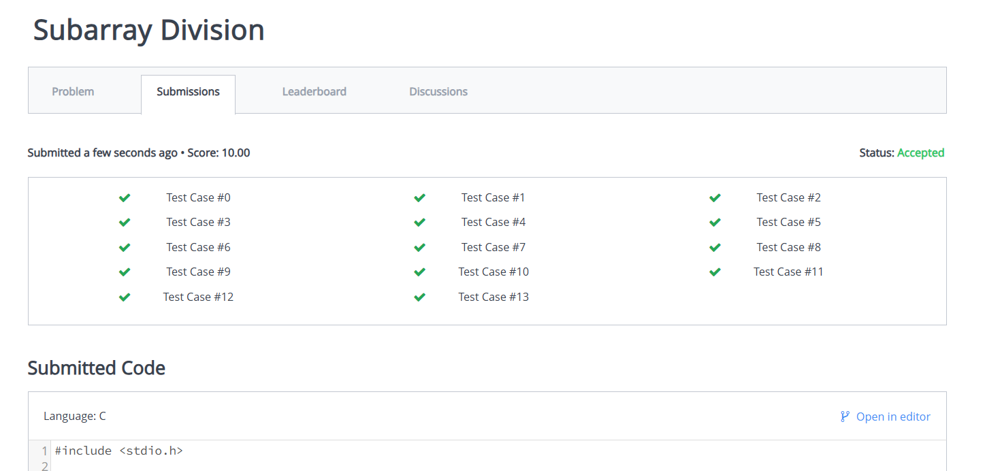 Subarray Division
Problem Submissions Leaderboard Discussions
Submitted a few seconds ago • Score: 10.00 Status: Accepted
Test Case #0 Test Case #1 Test Case #2
Test Case #3 Test Case #4 Test Case #5
Test Case #6 Test Case #7 Test Case #8
Test Case #9 Test Case #10 Test Case #11
Test Case #12 Test Case #13
Submitted Code
Language: C Open in editor
1 #include <stdio.h>
2